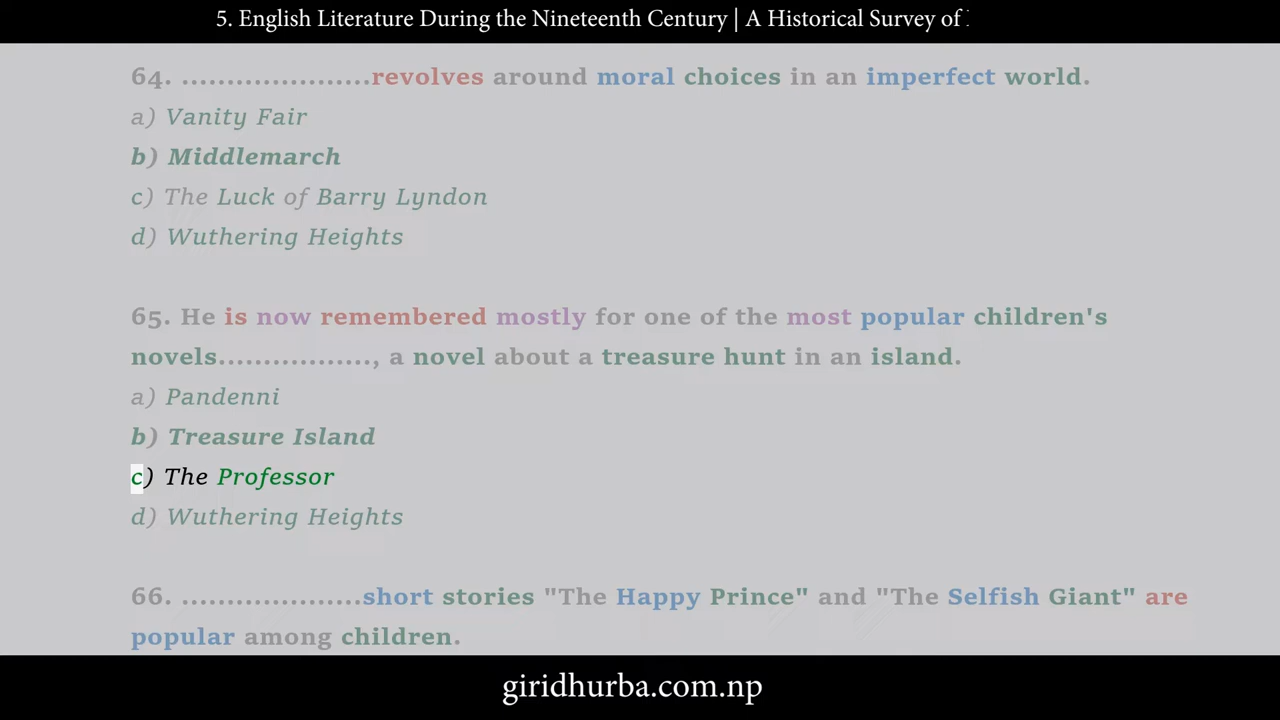 5. English Literature During the Nineteenth Century | A Historical Survey of
64. .....................revolves around moral choices in an imperfect world.
a) Vanity Fair
b) Middlemarch
c) The Luck of Barry Lyndon
d) Wuthering Heights
65. He is now remembered mostly for one of the most popular children's
novels................., a novel about a treasure hunt in an island.
a) Pandenni
b) Treasure Island
c) The Professor
d) Wuthering Heights
66. ....................short stories "The Happy Prince" and "The Selfish Giant" are
popular among children.
giridhurba.com.np